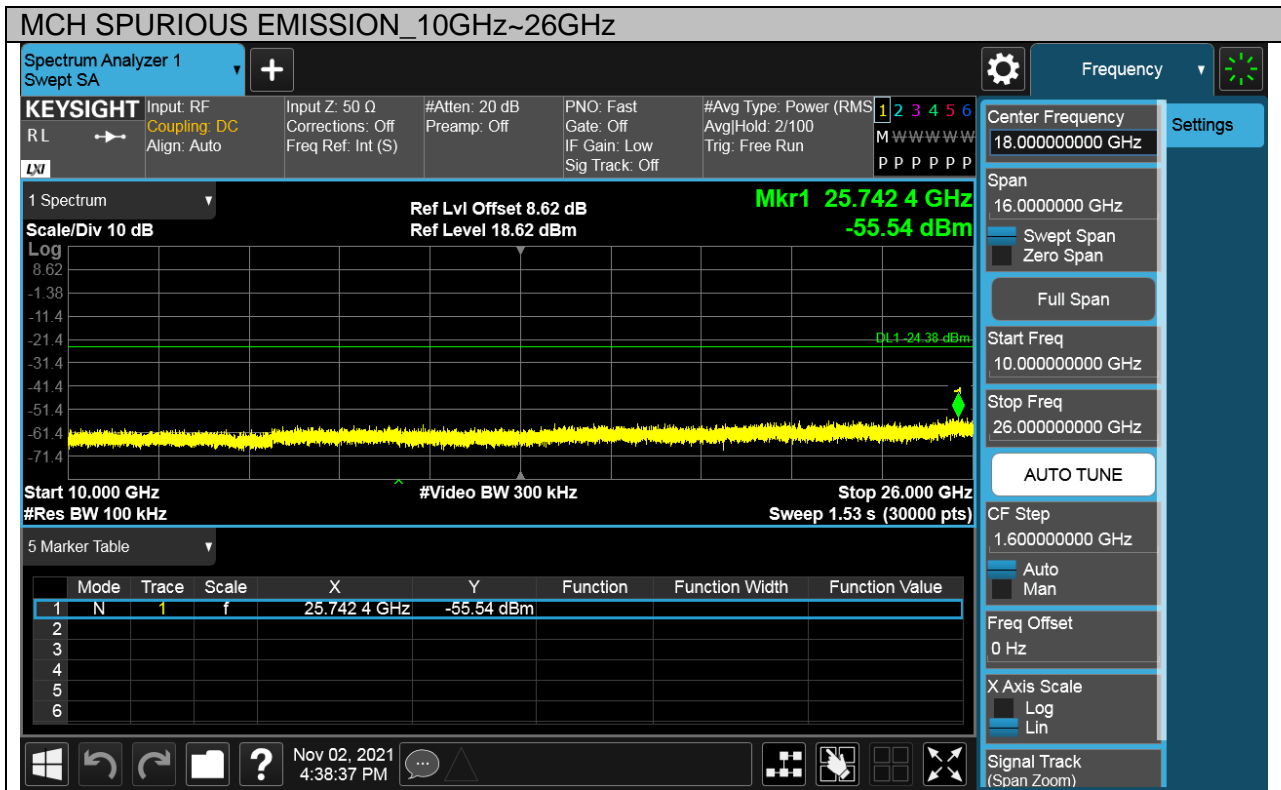 MCH SPURIOUS EMISSION_10GHz~26GHz
Spectrum Analyzer 1
Swept SA
+
Frequency
KEYSIGHT
RL
LXI
Input: RF
Coupling: DC
Align: Auto
Input Z: 50 Ω
Corrections: Off
Freq Ref: Int (S)
#Atten: 20 dB
Preamp: Off
PNO: Fast
Gate: Off
IF Gain: Low
Sig Track: Off
#Avg Type: Power (RMS
Avg|Hold: 2/100
Trig: Free Run
1 2 3 4 5 6
M W W W W W
P P P P P P
1 Spectrum
Scale/Div 10 dB
Ref Lvl Offset 8.62 dB
Ref Level 18.62 dBm
Mkr1 25.742 4 GHz
-55.54 dBm
Log
8.62
-1.38
-11.4
-21.4
-31.4
-41.4
-51.4
-61.4
-71.4
DL1 -24.38 dBm
1
Start 10.000 GHz
#Res BW 100 kHz
#Video BW 300 kHz
Stop 26.000 GHz
Sweep 1.53 s (30000 pts)
5 Marker Table
Mode Trace Scale X Y Function Function Width Function Value
1 N 1 f 25.742 4 GHz -55.54 dBm
2
3
4
5
6
Center Frequency
18.000000000 GHz
Settings
Span
16.0000000 GHz
Swept Span
Zero Span
Full Span
Start Freq
10.000000000 GHz
Stop Freq
26.000000000 GHz
AUTO TUNE
CF Step
1.600000000 GHz
Auto
Man
Freq Offset
0 Hz
X Axis Scale
Log
Lin
Signal Track
(Span Zoom)
?
Nov 02, 2021
4:38:37 PM